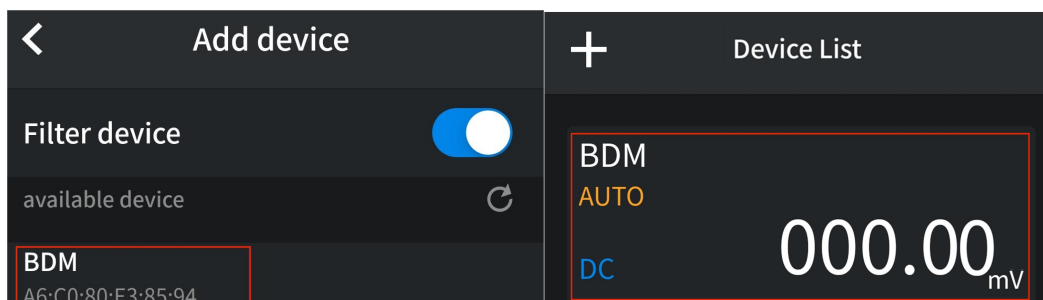 Add device
Filter device
available device
BDM
A6:C0:80:F3:85:94
Device List
BDM
AUTO
DC
000.00
mV